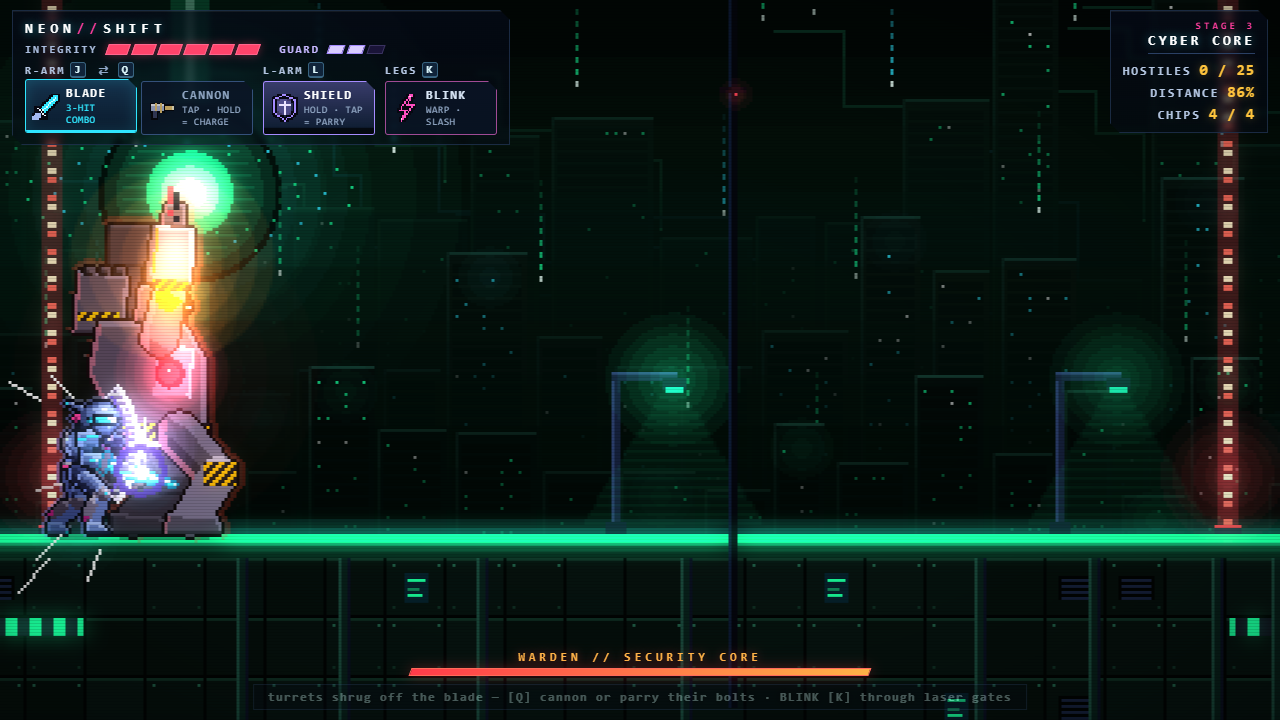 NEON//SHIFT
INTEGRITY GUARD
R-ARM J ⇄ Q L-ARM L LEGS K
BLADE
3-HIT
COMBO
CANNON
TAP · HOLD
= CHARGE
SHIELD
HOLD · TAP
= PARRY
BLINK
WARP ·
SLASH
STAGE 3
CYBER CORE
HOSTILES 0 / 25
DISTANCE 86%
CHIPS 4 / 4
WARDEN // SECURITY CORE
turrets shrug off the blade — [Q] cannon or parry their bolts · BLINK [K] through laser gates